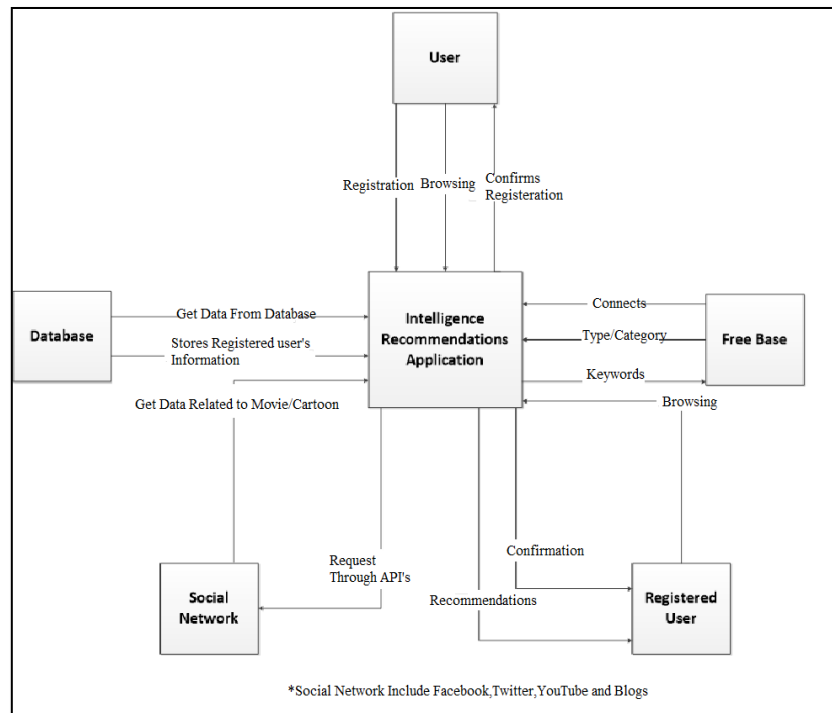 User
Registration
Browsing
Confirms
Registeration
Database
Get Data From Database
Stores Registered user's
Information
Get Data Related to Movie/Cartoon
Intelligence
Recommendations
Application
Connects
Type/Category
Keywords
Browsing
Free Base
Social
Network
Request
Through API's
Confirmation
Recommendations
Registered
User
*Social Network Include Facebook,Twitter,YouTube and Blogs